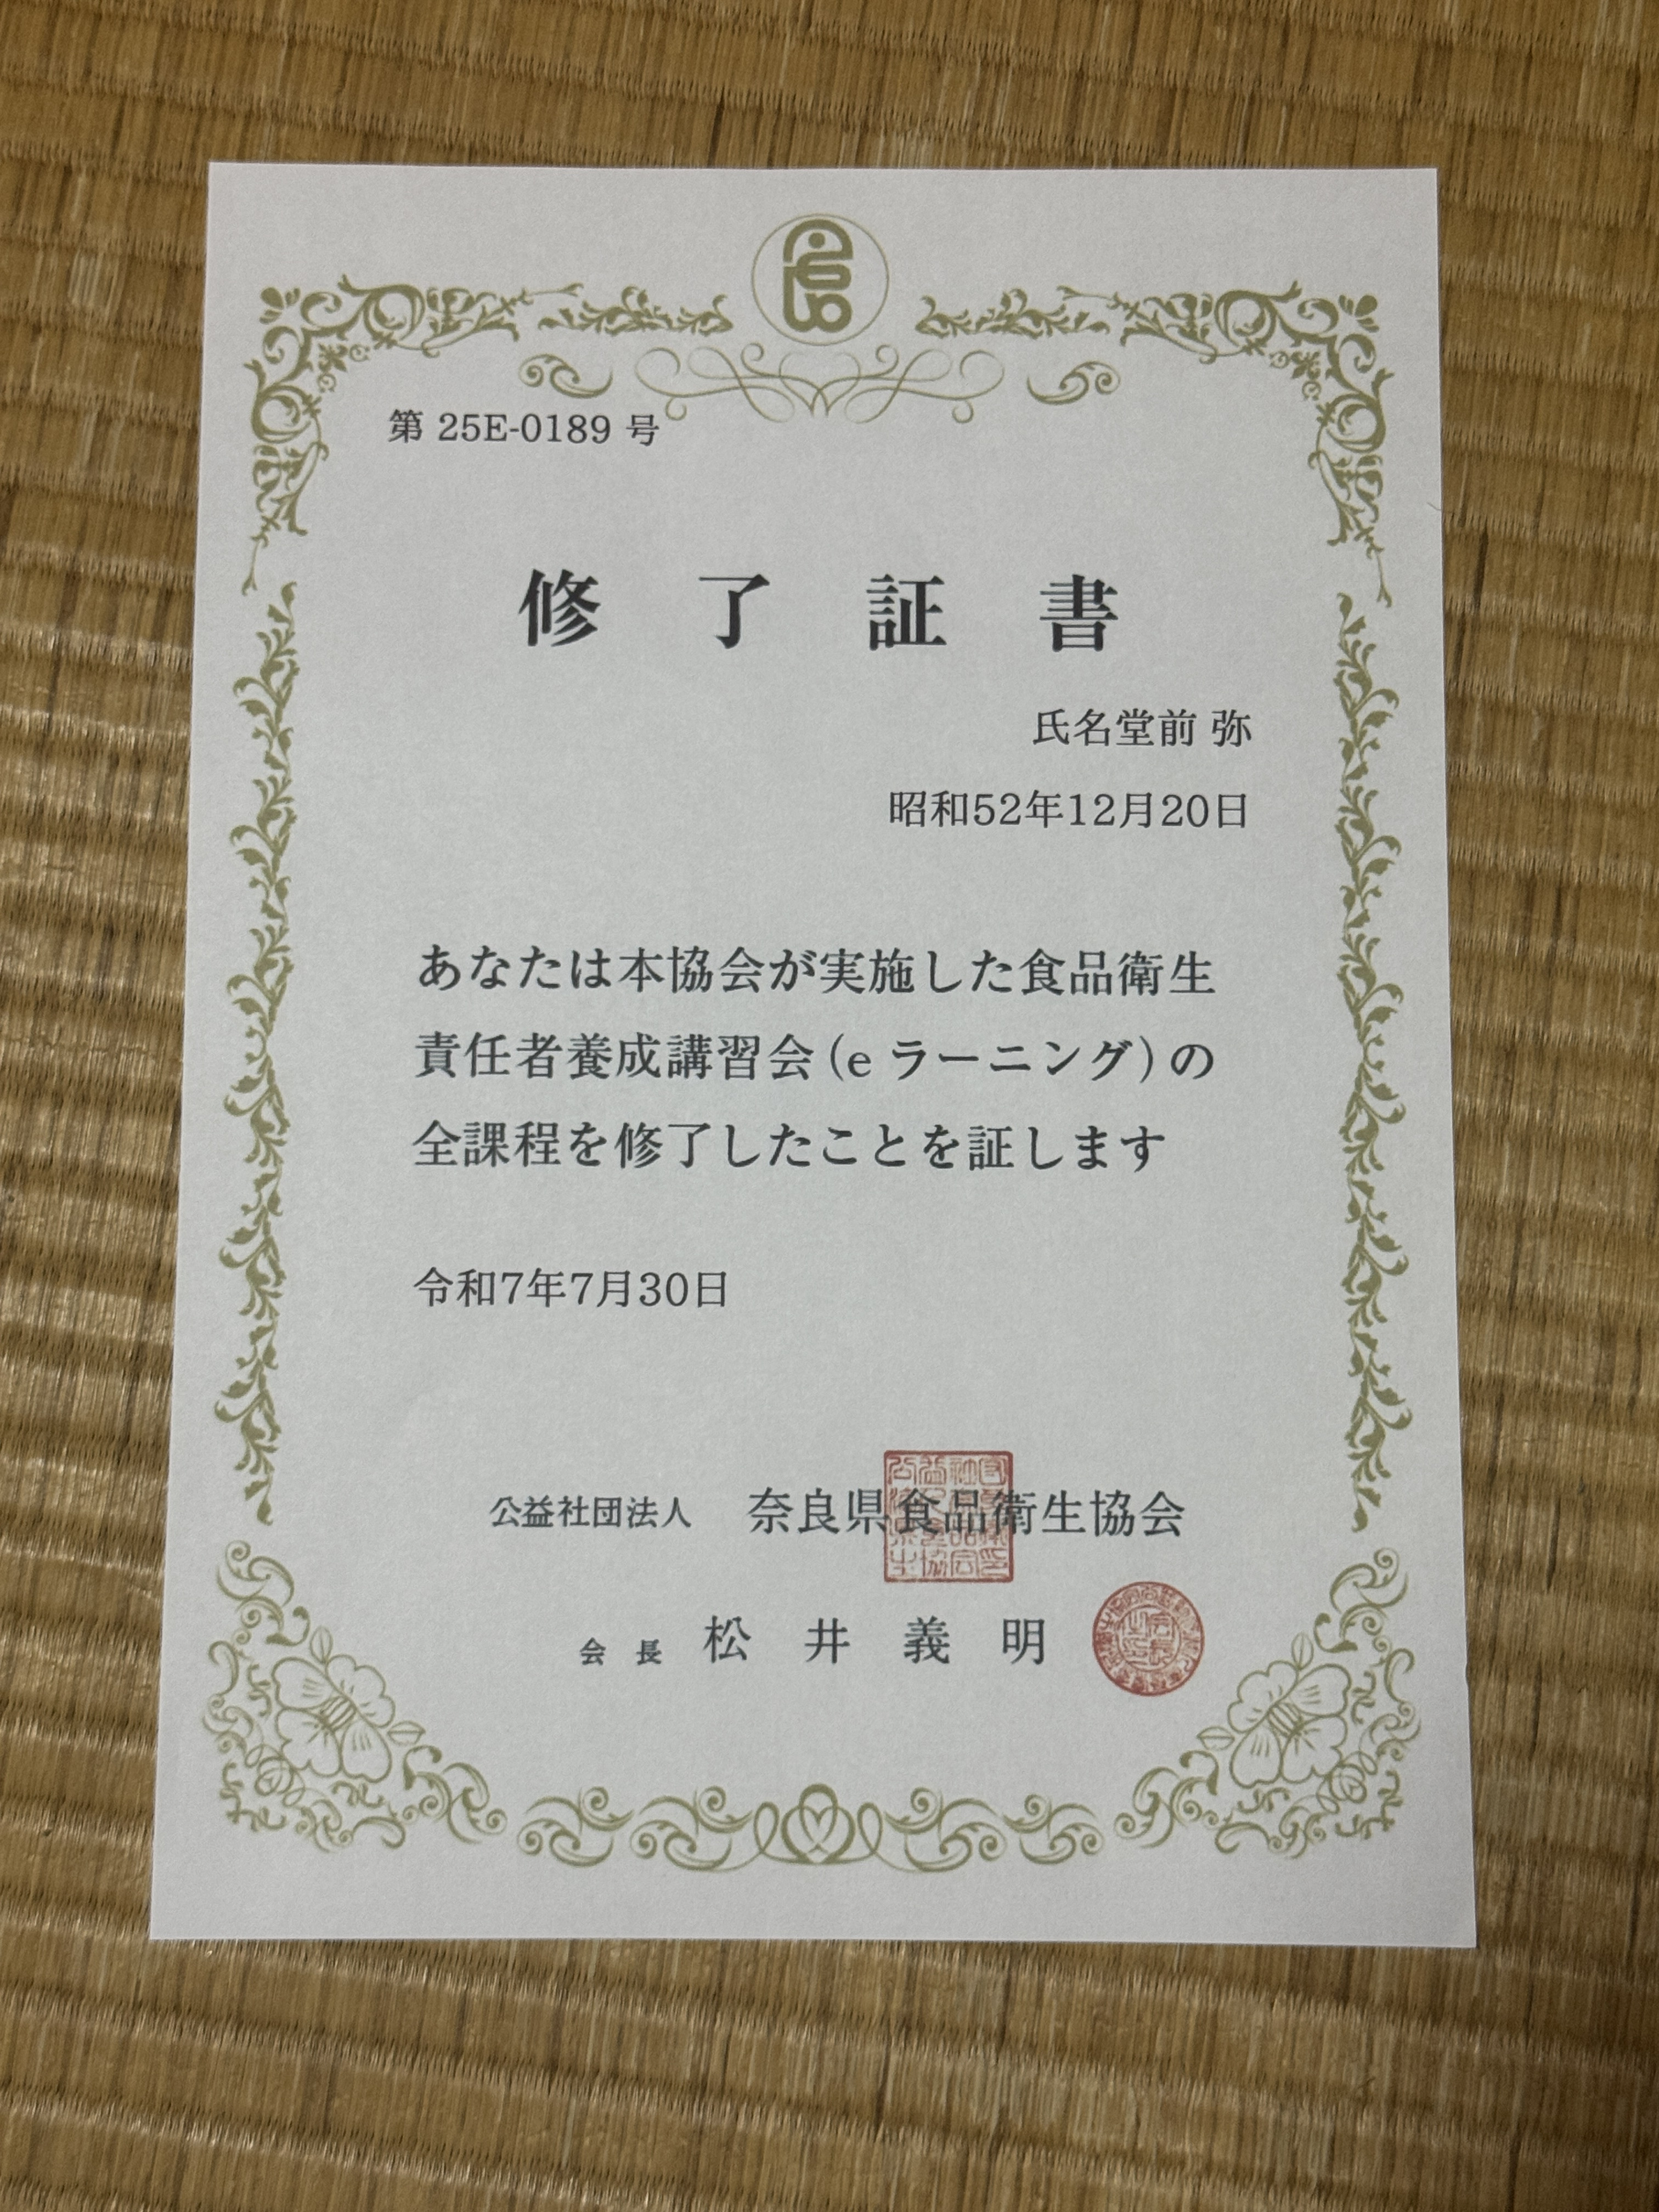 第 25E-0189 号
修了証書
氏名堂前 弥
昭和52年12月20日
あなたは本協会が実施した食品衛生
責任者養成講習会(e ラーニング)の
全課程を修了したことを証します
令和7年7月30日
公益社団法人 奈良県食品衛生協会
会長 松井義明